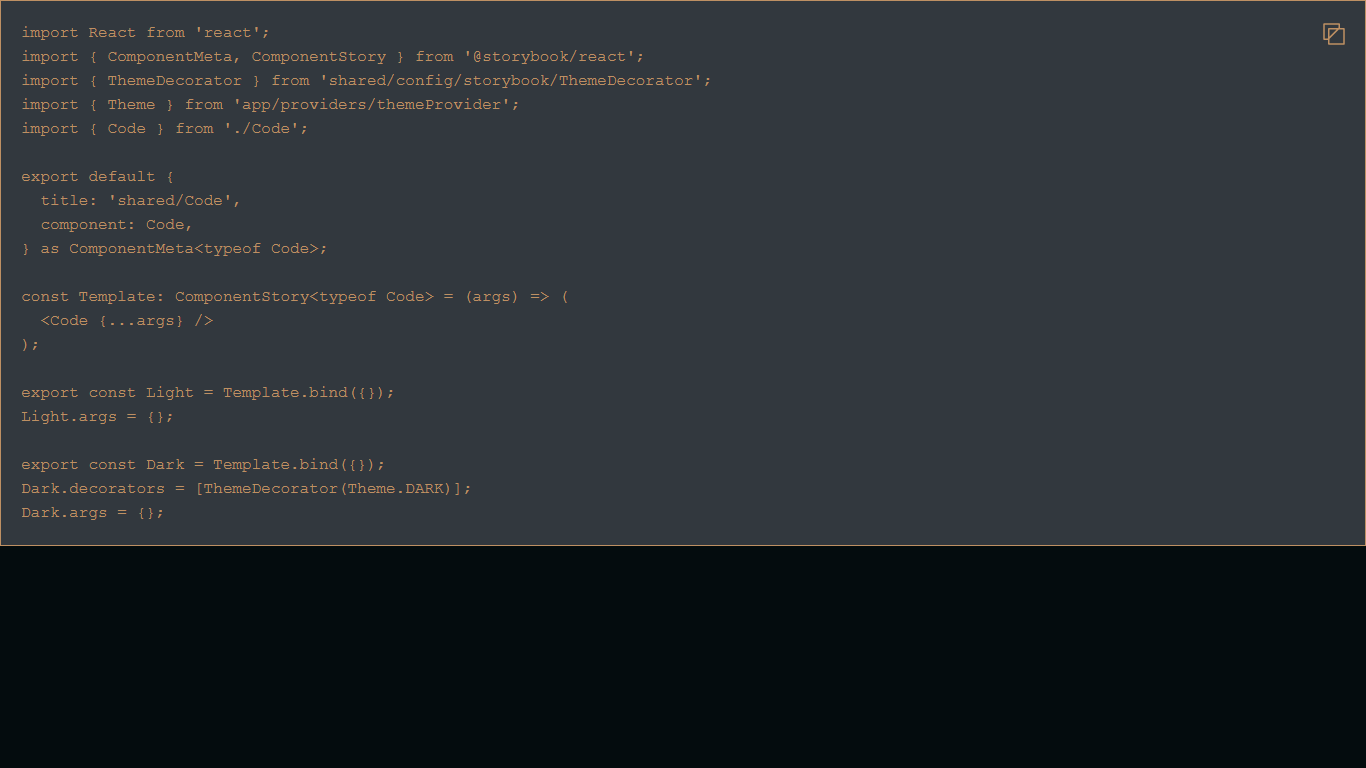 import React from 'react';
import { ComponentMeta, ComponentStory } from '@storybook/react';
import { ThemeDecorator } from 'shared/config/storybook/ThemeDecorator';
import { Theme } from 'app/providers/themeProvider';
import { Code } from './Code';

export default {
  title: 'shared/Code',
  component: Code,
} as ComponentMeta<typeof Code>;

const Template: ComponentStory<typeof Code> = (args) => (
  <Code {...args} />
);

export const Light = Template.bind({});
Light.args = {};

export const Dark = Template.bind({});
Dark.decorators = [ThemeDecorator(Theme.DARK)];
Dark.args = {};